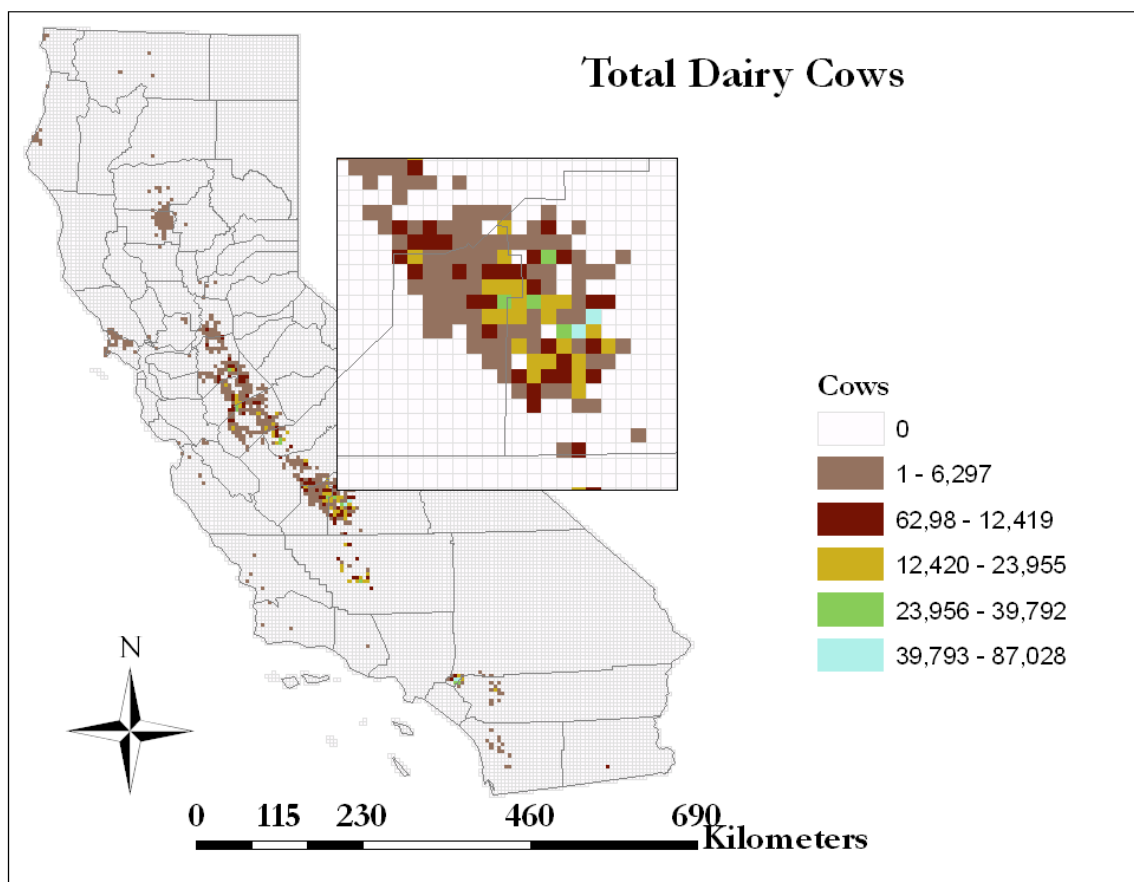 Total Dairy Cows
Cows
0
1 - 6,297
62,98 - 12,419
12,420 - 23,955
23,956 - 39,792
39,793 - 87,028
N
0 115 230 460 690
Kilometers